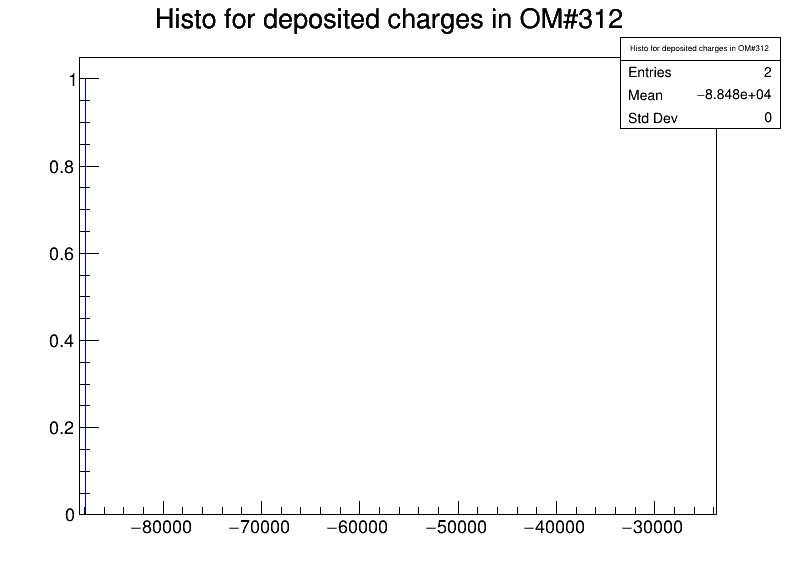 Histo for deposited charges in OM#312
Histo for deposited charges in OM#312
Entries 2
Mean −8.848e+04
Std Dev 0
1
0.8
0.6
0.4
0.2
0
−80000 −70000 −60000 −50000 −40000 −30000